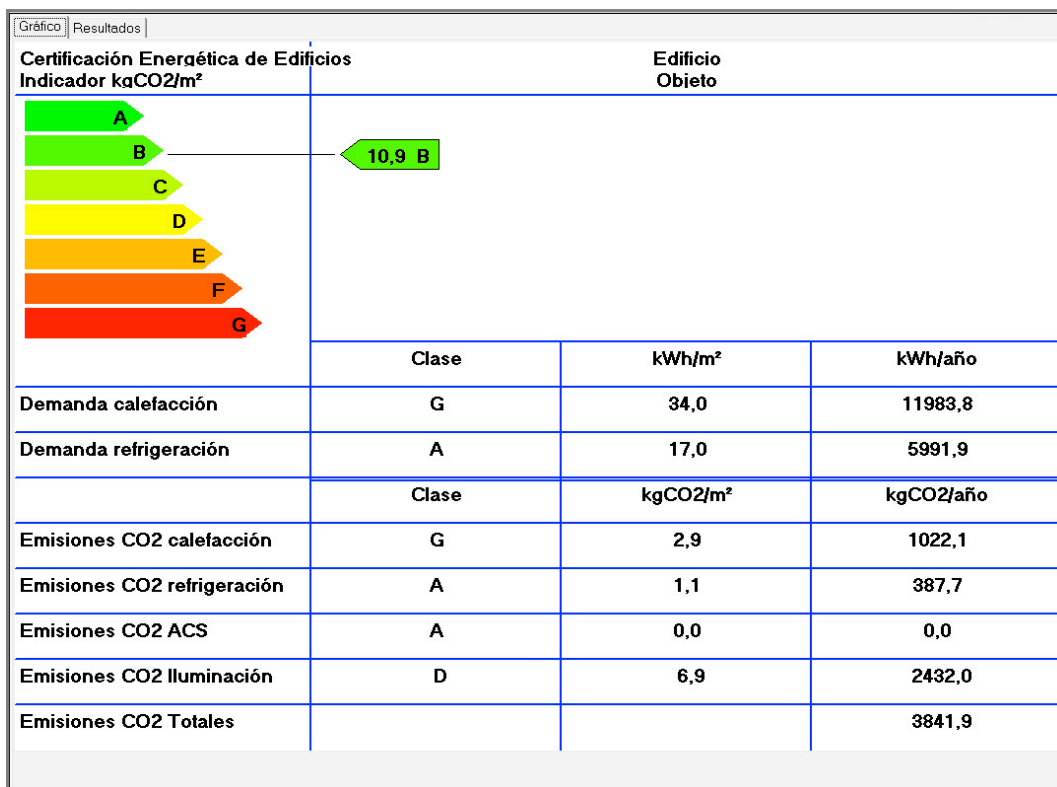 Gráfico Resultados
Certificación Energética de Edificios
Indicador kgCO2/m²
Edificio
Objeto
A
B
10,9 B
C
D
E
F
G
Clase kWh/m² kWh/año
Demanda calefacción G 34,0 11983,8
Demanda refrigeración A 17,0 5991,9
Clase kgCO2/m² kgCO2/año
Emisiones CO2 calefacción G 2,9 1022,1
Emisiones CO2 refrigeración A 1,1 387,7
Emisiones CO2 ACS A 0,0 0,0
Emisiones CO2 Iluminación D 6,9 2432,0
Emisiones CO2 Totales 3841,9